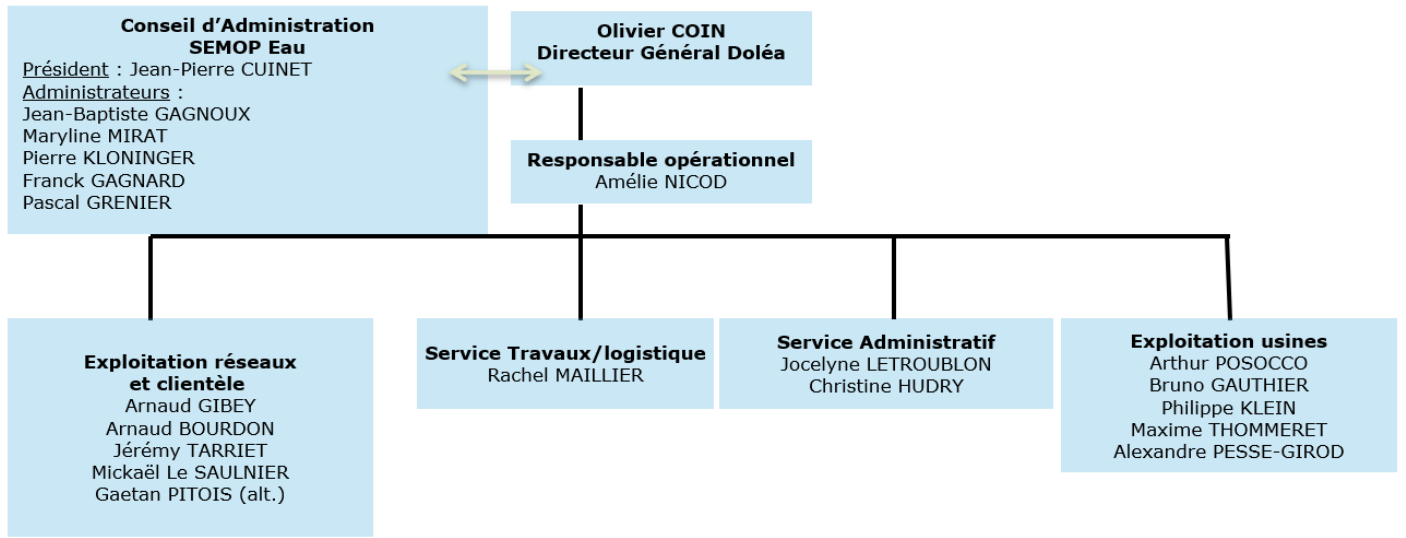 Conseil d’Administration
SEMOP Eau
Président : Jean-Pierre CUINET
Administrateurs :
Jean-Baptiste GAGNOUX
Maryline MIRAT
Pierre KLONINGER
Franck GAGNARD
Pascal GRENIER
Olivier COIN
Directeur Général Doléa
Responsable opérationnel
Amélie NICOD
Exploitation réseaux
et clientèle
Arnaud GIBEY
Arnaud BOURDON
Jérémy TARRIET
Mickaël Le SAULNIER
Gaetan PITOIS (alt.)
Service Travaux/logistique
Rachel MAILLIER
Service Administratif
Jocelyne LETROUBLON
Christine HUDRY
Exploitation usines
Arthur POSOCCO
Bruno GAUTHIER
Philippe KLEIN
Maxime THOMMERET
Alexandre PESSE-GIROD